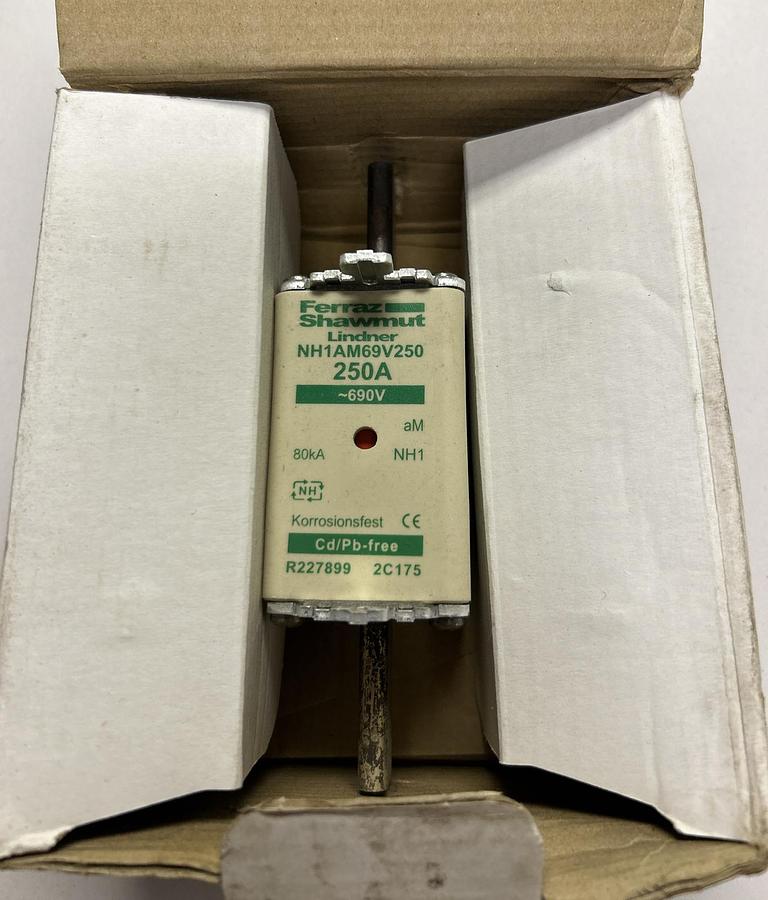 Ferraz
Shawmut
Lindner
NH1AM69V250
250A
~690V
aM
80kA NH1
NH
Korrosionsfest CE
Cd/Pb-free
R227899 2C175